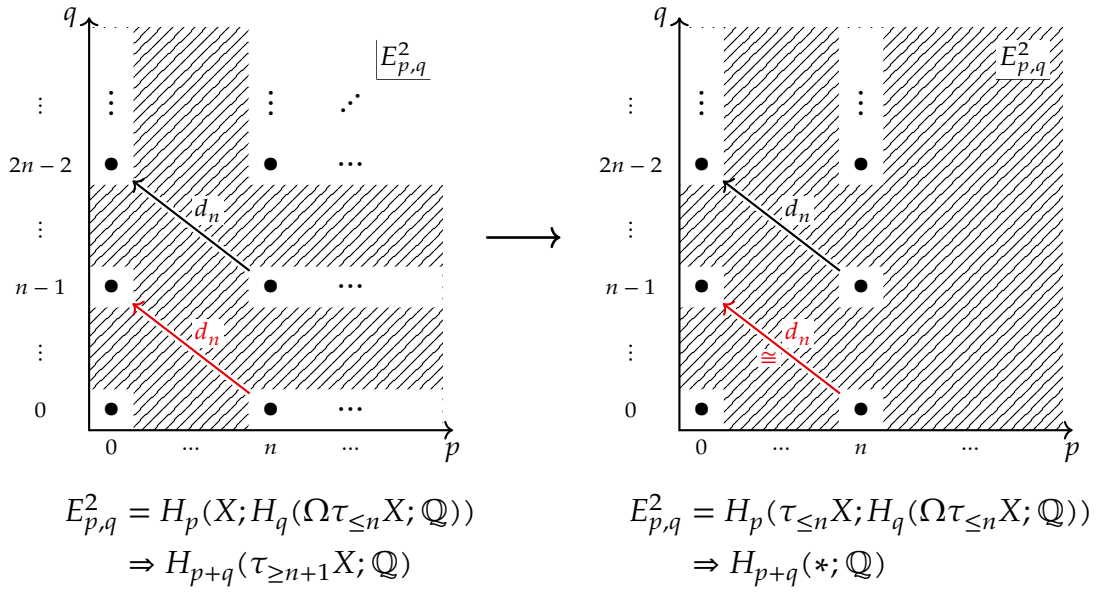 q
E^2_{p,q}
⋮
⋮
⋮
⋰
2n − 2
⋯
⋮
d_n
n − 1
⋯
⋮
d_n
0
⋯
0
⋯
n
⋯
p
E^2_{p,q} = H_p(X; H_q(Ωτ_{≤n}X; ℚ))
⇒ H_{p+q}(τ_{≥n+1}X; ℚ)
q
E^2_{p,q}
⋮
⋮
⋮
2n − 2
⋮
d_n
n − 1
⋮
d_n
≅
0
0
⋯
n
⋯
p
E^2_{p,q} = H_p(τ_{≤n}X; H_q(Ωτ_{≤n}X; ℚ))
⇒ H_{p+q}(∗; ℚ)